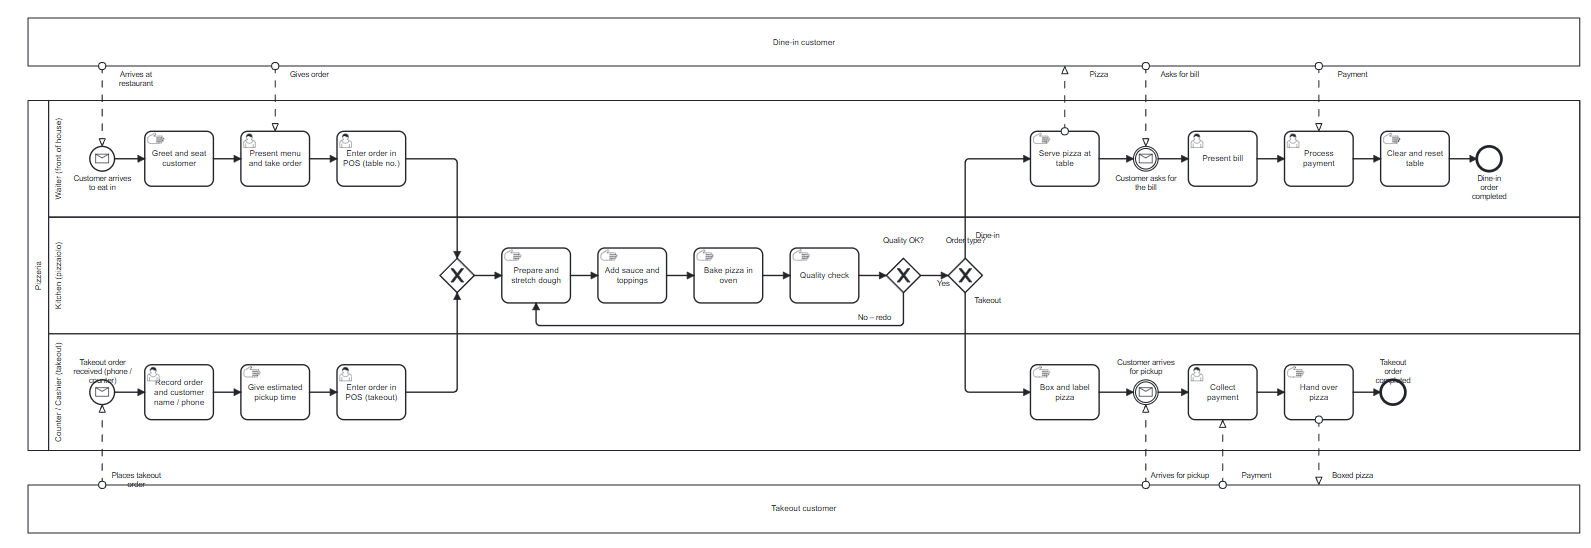 Dine-in customer
Arrives at
restaurant
Gives order
Pizza
Asks for bill
Payment
Pizzeria
Waiter (front of house)
Customer arrives
to eat in
Greet and seat
customer
Present menu
and take order
Enter order in
POS (table no.)
Serve pizza at
table
Customer asks for
the bill
Present bill
Process
payment
Clear and reset
table
Dine-in
order
completed
Kitchen (pizzaiolo)
Prepare and
stretch dough
Add sauce and
toppings
Bake pizza in
oven
Quality check
Quality OK?
No – redo
Yes
Order type?
Dine-in
Takeout
Counter / Cashier (takeout)
Takeout order
received (phone /
counter)
Record order
and customer
name / phone
Give estimated
pickup time
Enter order in
POS (takeout)
Box and label
pizza
Customer arrives
for pickup
Collect
payment
Hand over
pizza
Takeout
order
completed
Places takeout
order
Arrives for pickup
Payment
Boxed pizza
Takeout customer